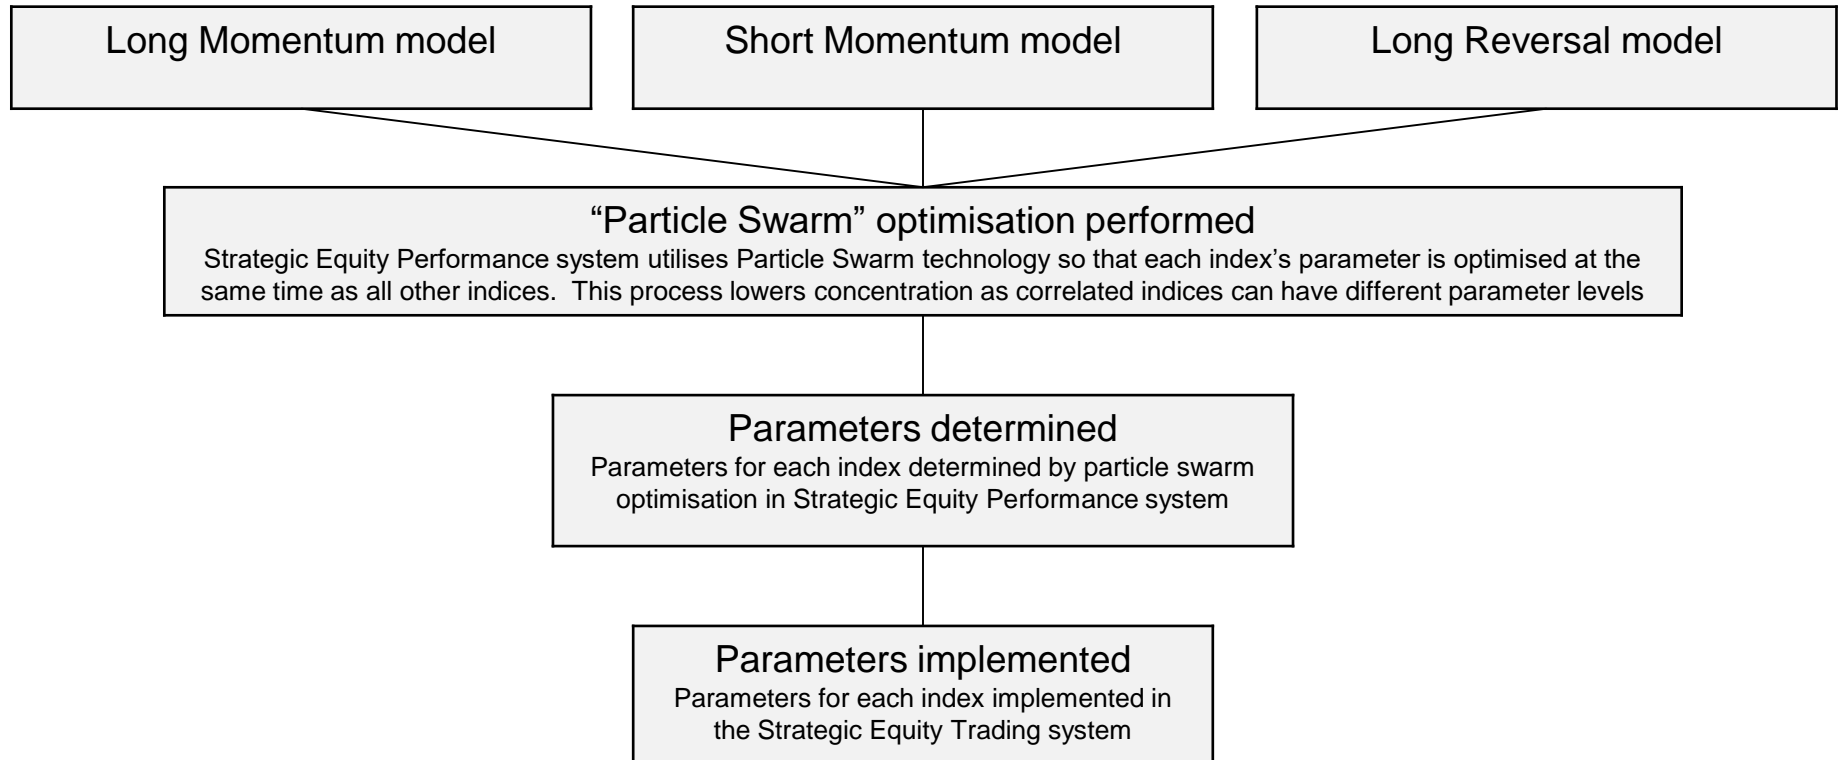 Long Momentum model
Short Momentum model
Long Reversal model
“Particle Swarm” optimisation performed
Strategic Equity Performance system utilises Particle Swarm technology so that each index’s parameter is optimised at the
same time as all other indices.  This process lowers concentration as correlated indices can have different parameter levels
Parameters determined
Parameters for each index determined by particle swarm
optimisation in Strategic Equity Performance system
Parameters implemented
Parameters for each index implemented in
the Strategic Equity Trading system